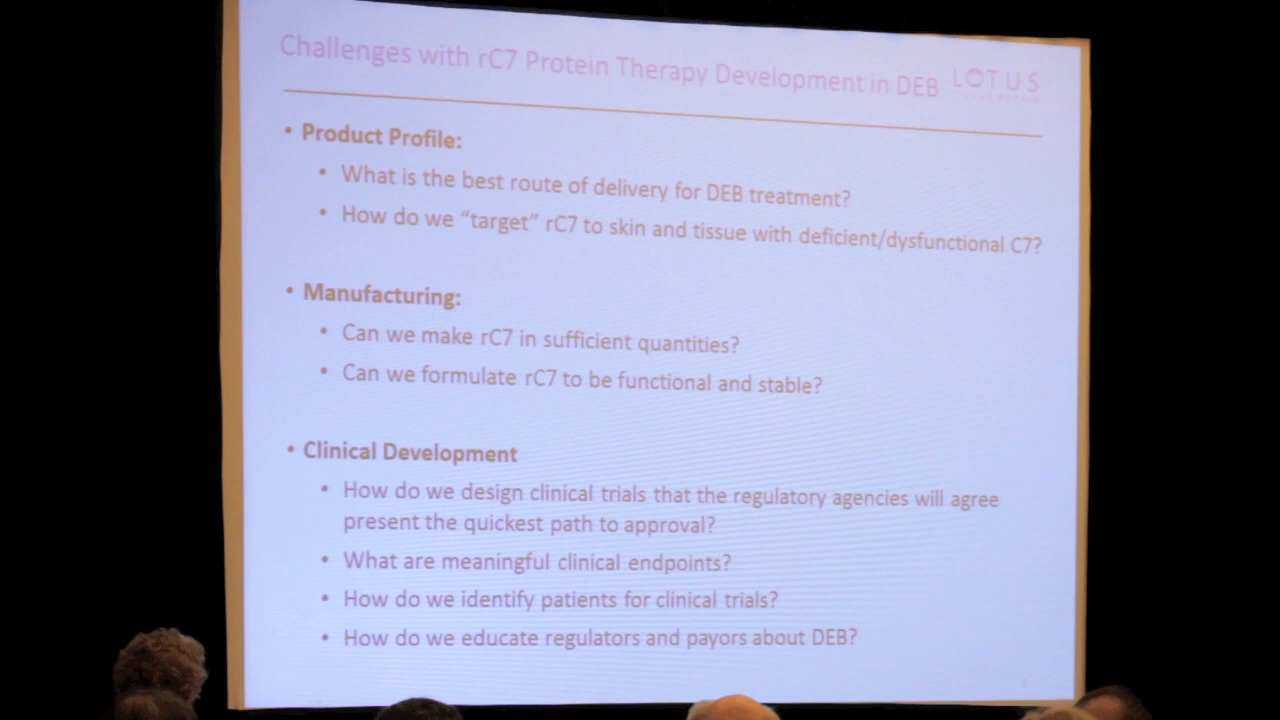 Challenges with rC7 Protein Therapy Development in DEB
LOTUS
• Product Profile:
• What is the best route of delivery for DEB treatment?
• How do we “target” rC7 to skin and tissue with deficient/dysfunctional C7?
• Manufacturing:
• Can we make rC7 in sufficient quantities?
• Can we formulate rC7 to be functional and stable?
• Clinical Development
• How do we design clinical trials that the regulatory agencies will agree
present the quickest path to approval?
• What are meaningful clinical endpoints?
• How do we identify patients for clinical trials?
• How do we educate regulators and payors about DEB?